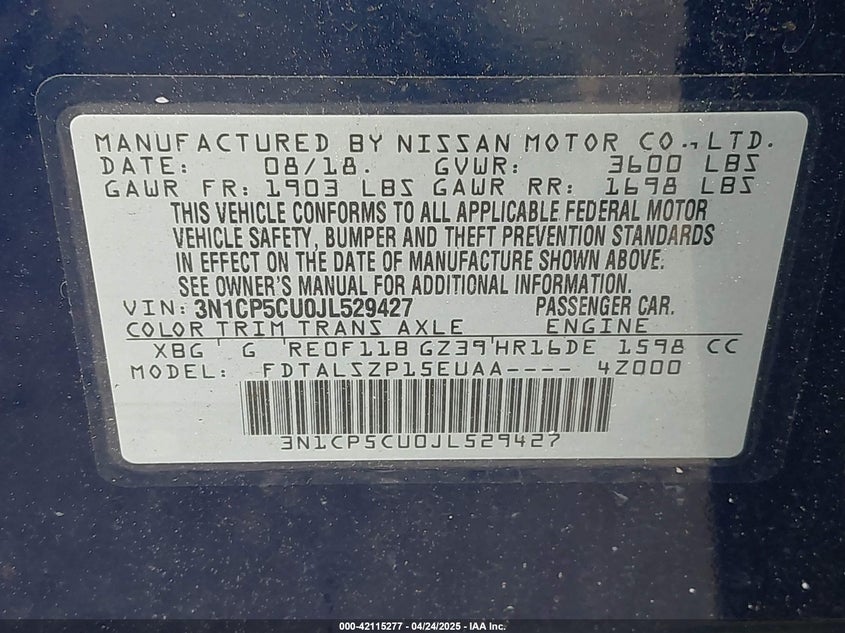 MANUFACTURED BY NISSAN MOTOR CO., LTD.
DATE: 08/18. GVWR: 3600 LBS
GAWR FR: 1903 LBS GAWR RR: 1698 LBS
THIS VEHICLE CONFORMS TO ALL APPLICABLE FEDERAL MOTOR
VEHICLE SAFETY, BUMPER AND THEFT PREVENTION STANDARDS
IN EFFECT ON THE DATE OF MANUFACTURE SHOWN ABOVE.
SEE OWNER'S MANUAL FOR ADDITIONAL INFORMATION.
VIN: 3N1CP5CU0JL529427 PASSENGER CAR.
COLOR TRIM TRANS AXLE ENGINE
XBG G RE0F11B GZ39 HR16DE 1598 CC
MODEL: FDTALSZP15EUAA---- 4Z000
3N1CP5CU0JL529427
000-42115277 - 04/24/2025 - IAA Inc.